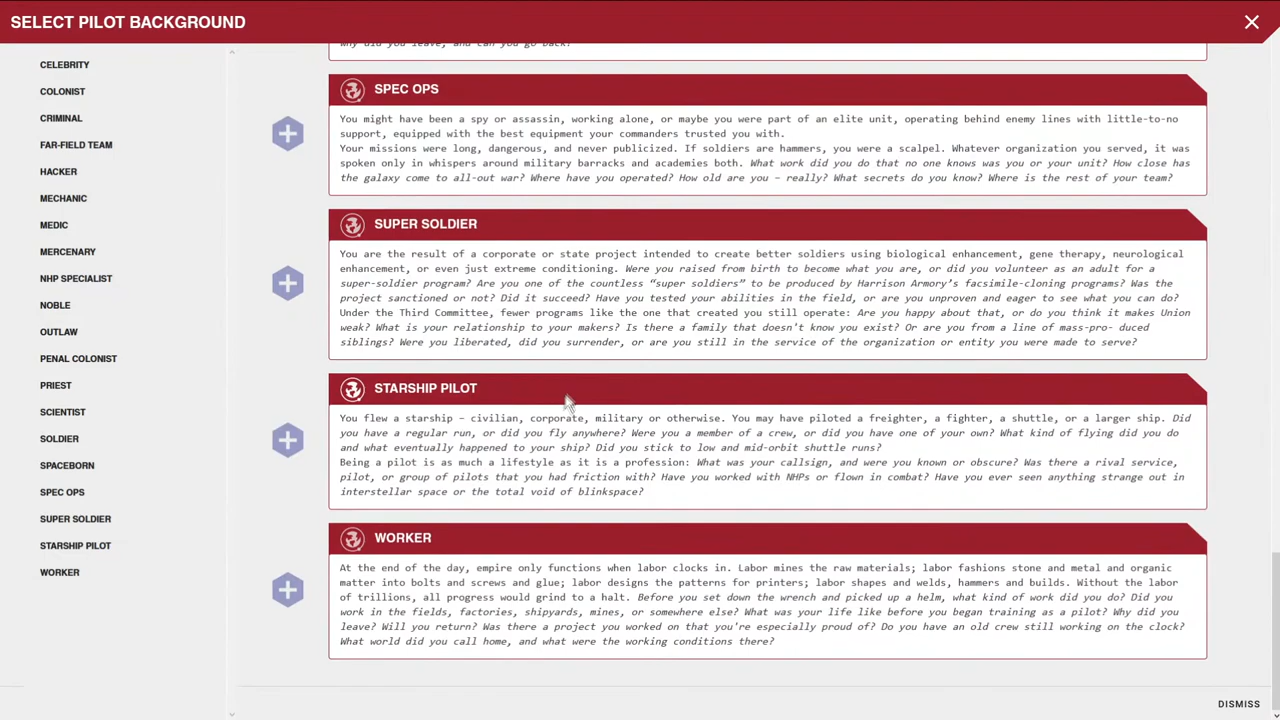 SELECT PILOT BACKGROUND
CELEBRITY
COLONIST
CRIMINAL
FAR-FIELD TEAM
HACKER
MECHANIC
MEDIC
MERCENARY
NHP SPECIALIST
NOBLE
OUTLAW
PENAL COLONIST
PRIEST
SCIENTIST
SOLDIER
SPACEBORN
SPEC OPS
SUPER SOLDIER
STARSHIP PILOT
WORKER
why did you leave, and can you go back?
SPEC OPS
You might have been a spy or assassin, working alone, or maybe you were part of an elite unit, operating behind enemy lines with little-to-no
support, equipped with the best equipment your commanders trusted you with.
Your missions were long, dangerous, and never publicized. If soldiers are hammers, you were a scalpel. Whatever organization you served, it was
spoken only in whispers around military barracks and academies both. What work did you do that no one knows was you or your unit? How close has
the galaxy come to all-out war? Where have you operated? How old are you – really? What secrets do you know? Where is the rest of your team?
SUPER SOLDIER
You are the result of a corporate or state project intended to create better soldiers using biological enhancement, gene therapy, neurological
enhancement, or even just extreme conditioning. Were you raised from birth to become what you are, or did you volunteer as an adult for a
super-soldier program? Are you one of the countless “super soldiers” to be produced by Harrison Armory’s facsimile-cloning programs? Was the
project sanctioned or not? Did it succeed? Have you tested your abilities in the field, or are you unproven and eager to see what you can do?
Under the Third Committee, fewer programs like the one that created you still operate: Are you happy about that, or do you think it makes Union
weak? What is your relationship to your makers? Is there a family that doesn’t know you exist? Or are you from a line of mass-pro- duced
siblings? Were you liberated, did you surrender, or are you still in the service of the organization or entity you were made to serve?
STARSHIP PILOT
You flew a starship – civilian, corporate, military or otherwise. You may have piloted a freighter, a fighter, a shuttle, or a larger ship. Did
you have a regular run, or did you fly anywhere? Were you a member of a crew, or did you have one of your own? What kind of flying did you do
and what eventually happened to your ship? Did you stick to low and mid-orbit shuttle runs?
Being a pilot is as much a lifestyle as it is a profession: What was your callsign, and were you known or obscure? Was there a rival service,
pilot, or group of pilots that you had friction with? Have you worked with NHPs or flown in combat? Have you ever seen anything strange out in
interstellar space or the total void of blinkspace?
WORKER
At the end of the day, empire only functions when labor clocks in. Labor mines the raw materials; labor fashions stone and metal and organic
matter into bolts and screws and glue; labor designs the patterns for printers; labor shapes and welds, hammers and builds. Without the labor
of trillions, all progress would grind to a halt. Before you set down the wrench and picked up a helm, what kind of work did you do? Did you
work in the fields, factories, shipyards, mines, or somewhere else? What was your life like before you began training as a pilot? Why did you
leave? Will you return? Was there a project you worked on that you're especially proud of? Do you have an old crew still working on the clock?
What world did you call home, and what were the working conditions there?
DISMISS